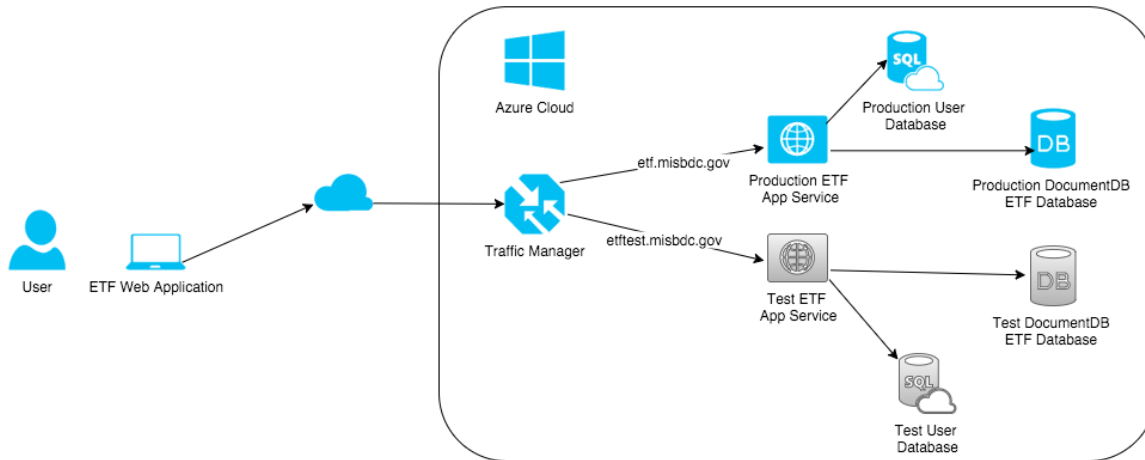 SQL
Azure Cloud
Production User
Database
etf.misbdc.gov
DB
Production ETF
App Service
Production DocumentDB
ETF Database
etftest.misbdc.gov
Traffic Manager
User
ETF Web Application
DB
Test ETF
App Service
Test DocumentDB
ETF Database
SQL
Test User
Database